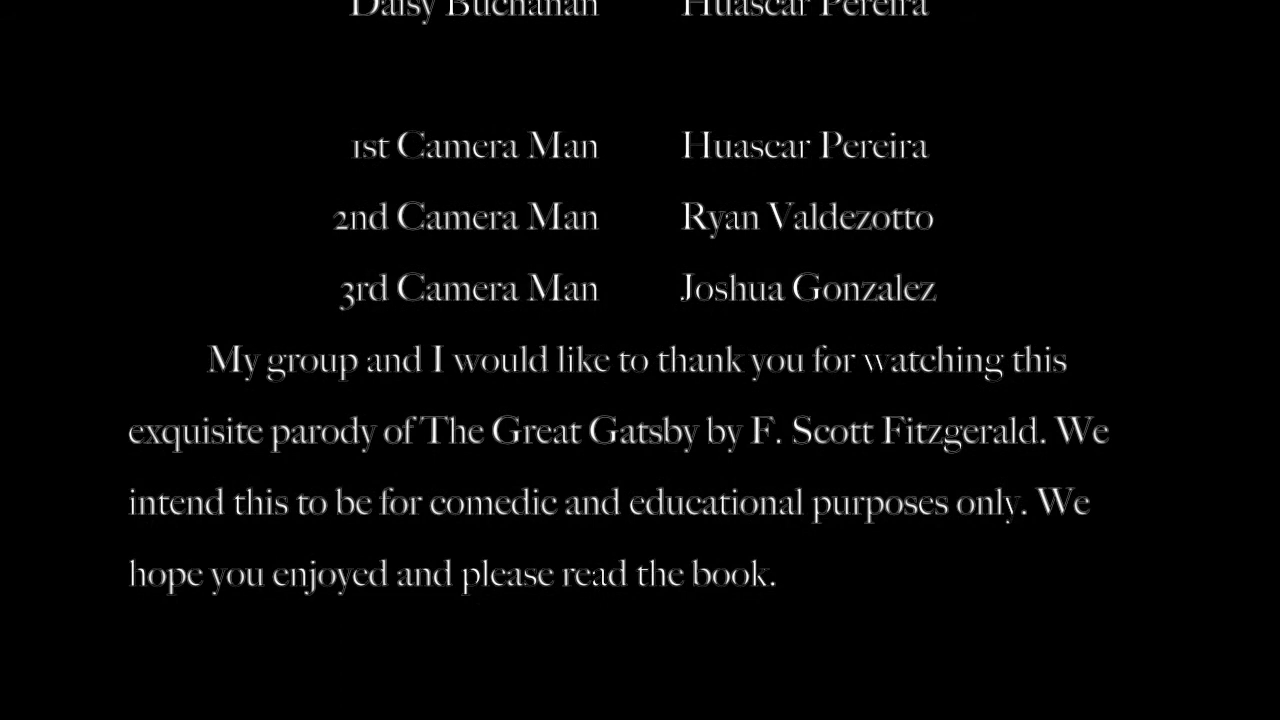 Daisy Buchanan Huascar Pereira
1st Camera Man Huascar Pereira
2nd Camera Man Ryan Valdezotto
3rd Camera Man Joshua Gonzalez
My group and I would like to thank you for watching this
exquisite parody of The Great Gatsby by F. Scott Fitzgerald. We
intend this to be for comedic and educational purposes only. We
hope you enjoyed and please read the book.